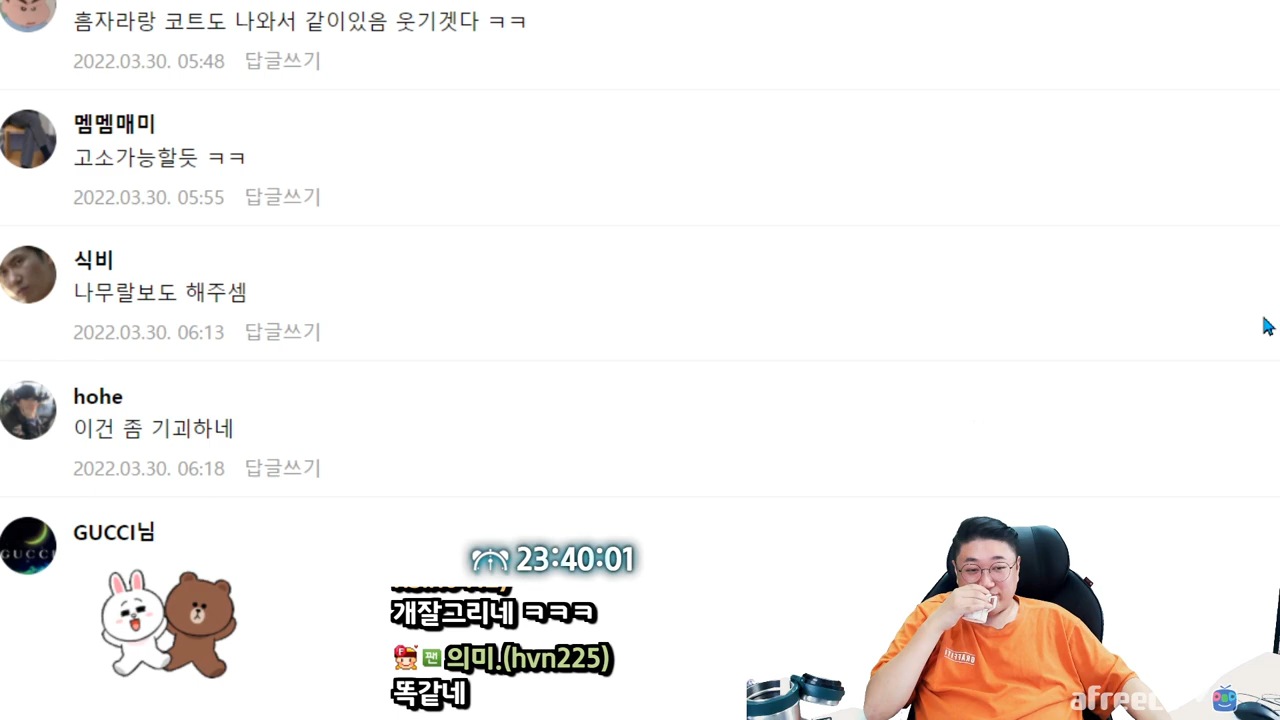 흠자라랑 코트도 나와서 같이있음 웃기겟다 ㅋㅋ
2022.03.30. 05:48 답글쓰기
멤멤매미
고소가능할듯 ㅋㅋ
2022.03.30. 05:55 답글쓰기
식비
나무랄보도 해주셈
2022.03.30. 06:13 답글쓰기
hohe
이건 좀 기괴하네
2022.03.30. 06:18 답글쓰기
GUCCI님
GUCCI
23:40:01
개잘그리네 ㅋㅋㅋ
F 팬 의미.(hvn225)
똑같네